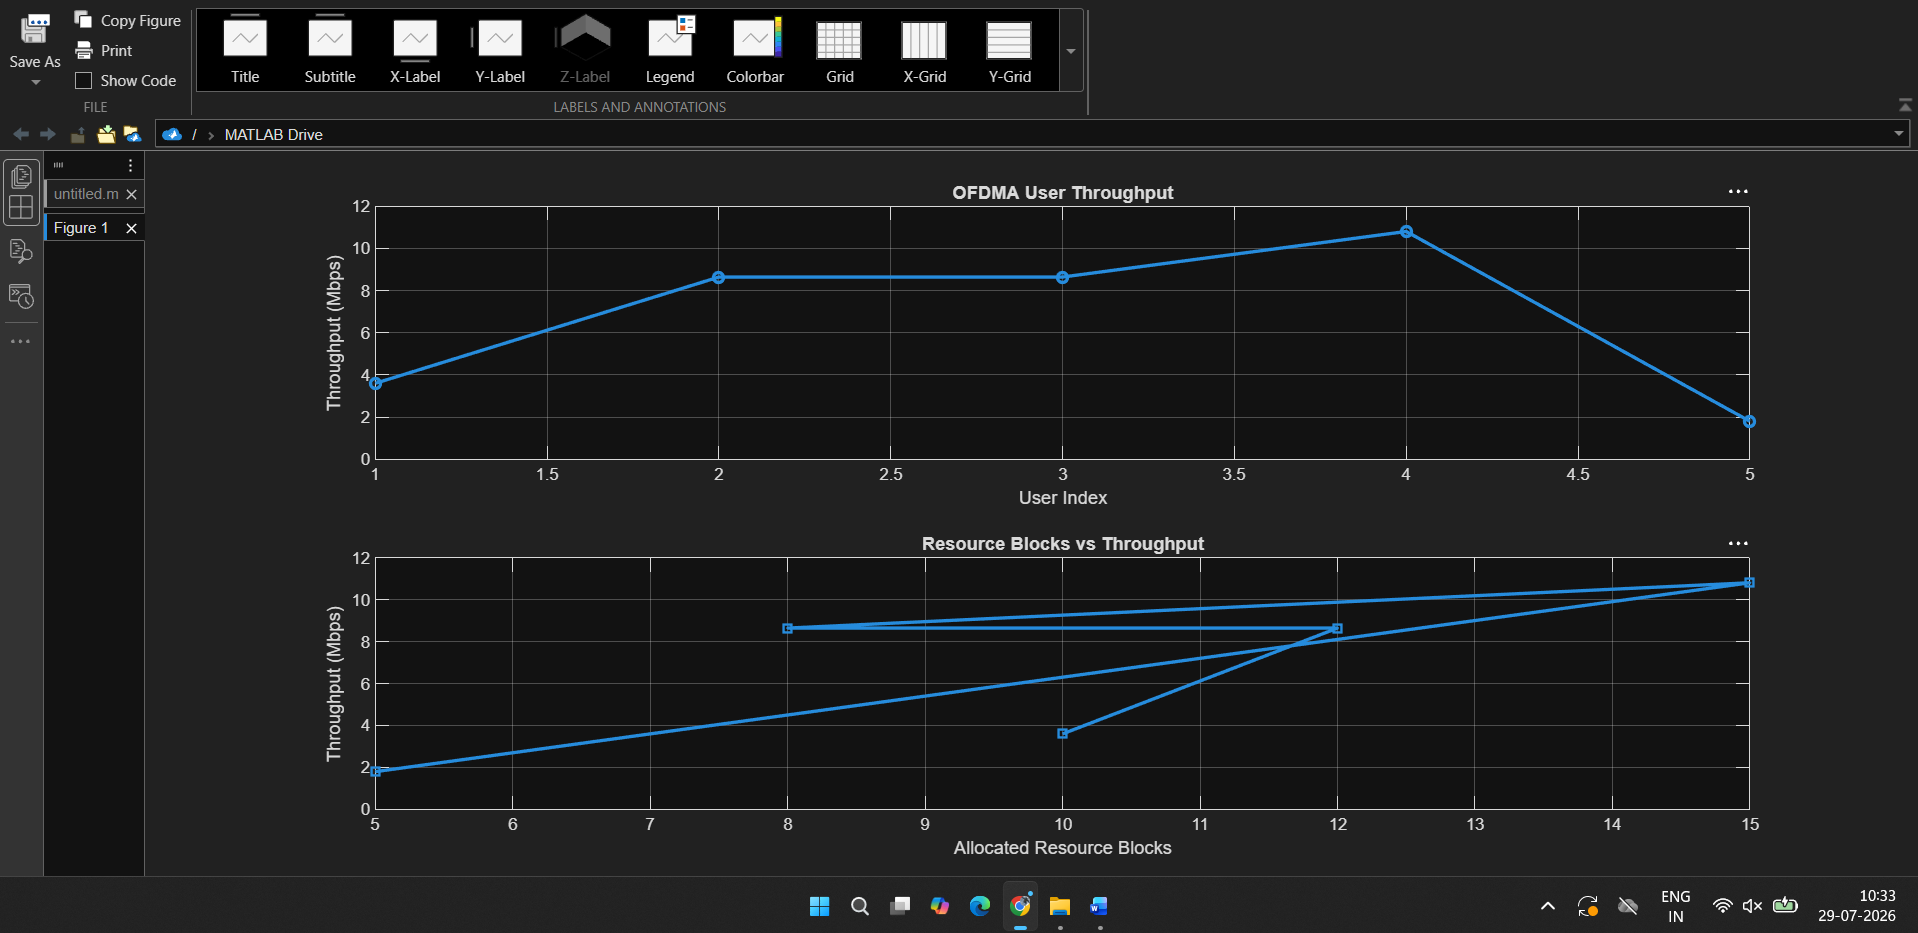 Save As
Copy Figure
Print
Show Code
FILE
Title
Subtitle
X-Label
Y-Label
Z-Label
Legend
Colorbar
Grid
X-Grid
Y-Grid
LABELS AND ANNOTATIONS
/ › MATLAB Drive
untitled.m
Figure 1
OFDMA User Throughput
Throughput (Mbps)
12
10
8
6
4
2
0
1 1.5 2 2.5 3 3.5 4 4.5 5
User Index
Resource Blocks vs Throughput
Throughput (Mbps)
12
10
8
6
4
2
0
5 6 7 8 9 10 11 12 13 14 15
Allocated Resource Blocks
ENG
IN
10:33
29-07-2026